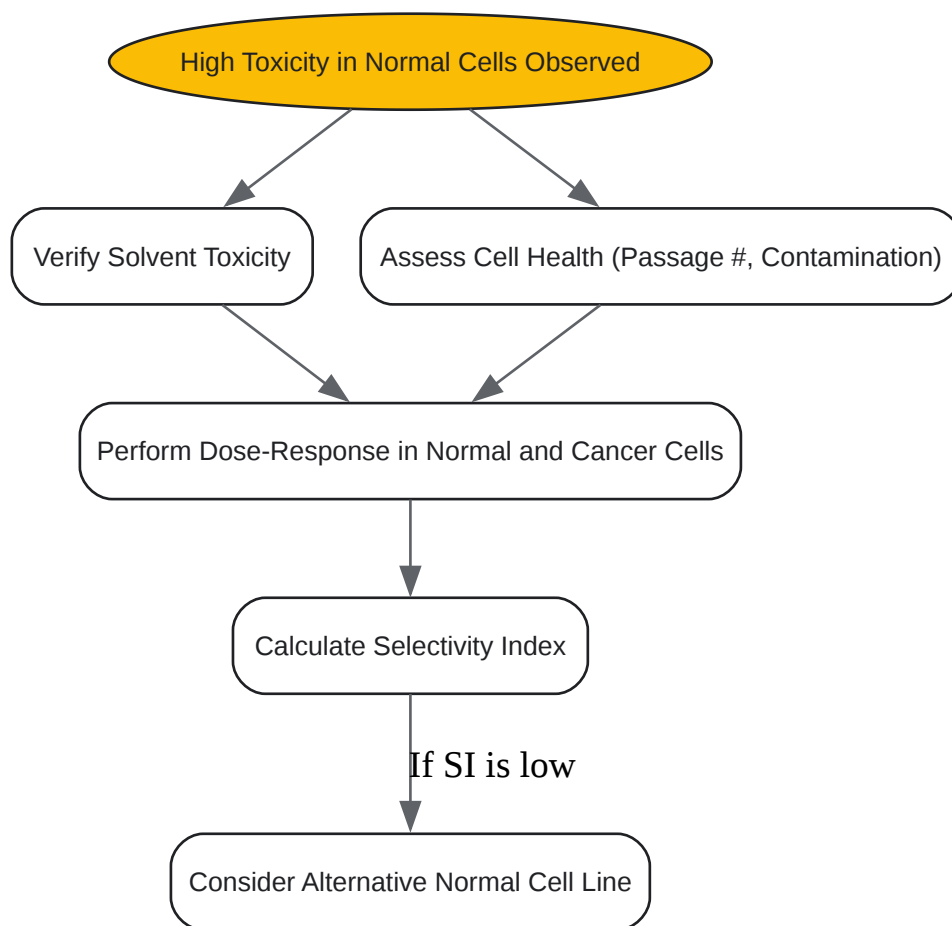 High Toxicity in Normal Cells Observed
Verify Solvent Toxicity
Assess Cell Health (Passage #, Contamination)
Perform Dose-Response in Normal and Cancer Cells
Calculate Selectivity Index
If SI is low
Consider Alternative Normal Cell Line